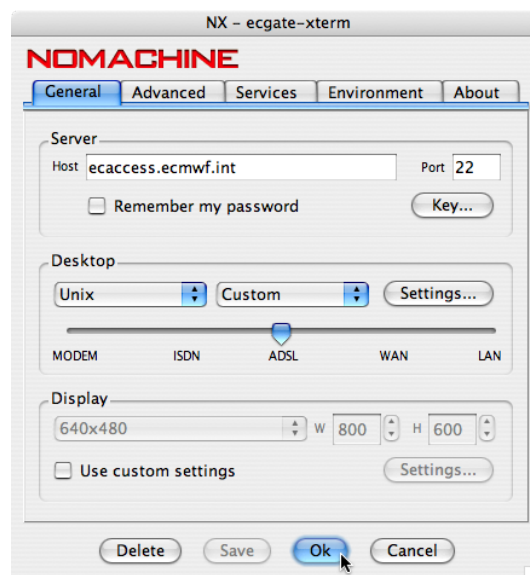 NX – ecgate-xterm
NOMACHINE
General Advanced Services Environment About
Server
Host ecaccess.ecmwf.int Port 22
Remember my password Key...
Desktop
Unix Custom Settings...
MODEM ISDN ADSL WAN LAN
Display
640x480 W 800 H 600
Use custom settings Settings...
Delete Save Ok Cancel